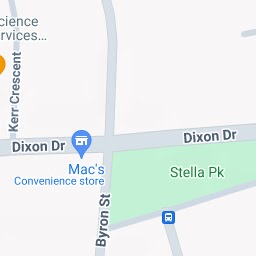 cience
ervices...
Kerr Crescent
Dixon Dr
Dixon Dr
Mac's
Convenience store
Stella Pk
Byron St